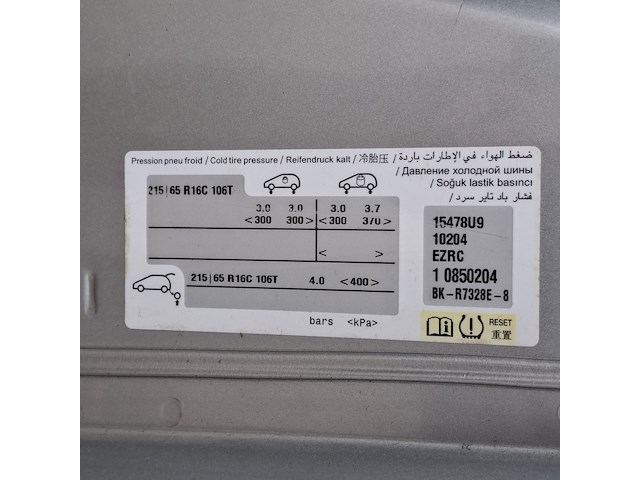 Pression pneu froid / Cold tire pressure / Reifendruck kalt / 冷胎压 / ضغط الهواء في الإطارات باردة
/ Давление холодной шины
/ Soğuk lastik basıncı
/ فشار باد تایر سرد
215|65 R16C 106T
3.0 3.0 3.0 3.7
<300 300> <300 370>
< >
215|65 R16C 106T 4.0 <400>
bars <kPa>
15478U9
10204
EZRC
1 0850204
BK-R7328E-8
RESET
重置